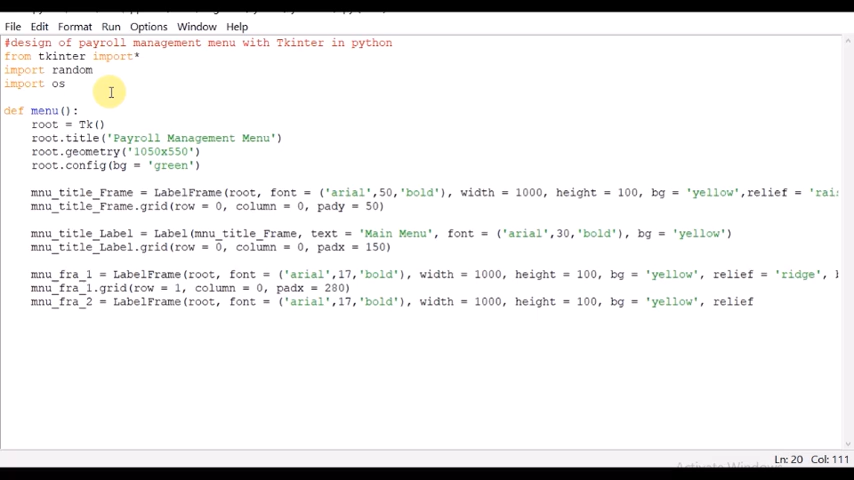 File Edit Format Run Options Window Help
#design of payroll management menu with Tkinter in python
from tkinter import*
import random
import os
def menu():
root = Tk()
root.title('Payroll Management Menu')
root.geometry('1050x550')
root.config(bg = 'green')
mnu_title_Frame = LabelFrame(root, font = ('arial',50,'bold'), width = 1000, height = 100, bg = 'yellow',relief = 'rai
mnu_title_Frame.grid(row = 0, column = 0, pady = 50)
mnu_title_Label = Label(mnu_title_Frame, text = 'Main Menu', font = ('arial',30,'bold'), bg = 'yellow')
mnu_title_Label.grid(row = 0, column = 0, padx = 150)
mnu_fra_1 = LabelFrame(root, font = ('arial',17,'bold'), width = 1000, height = 100, bg = 'yellow', relief = 'ridge',
mnu_fra_1.grid(row = 1, column = 0, padx = 280)
mnu_fra_2 = LabelFrame(root, font = ('arial',17,'bold'), width = 1000, height = 100, bg = 'yellow', relief
Ln: 20 Col: 111